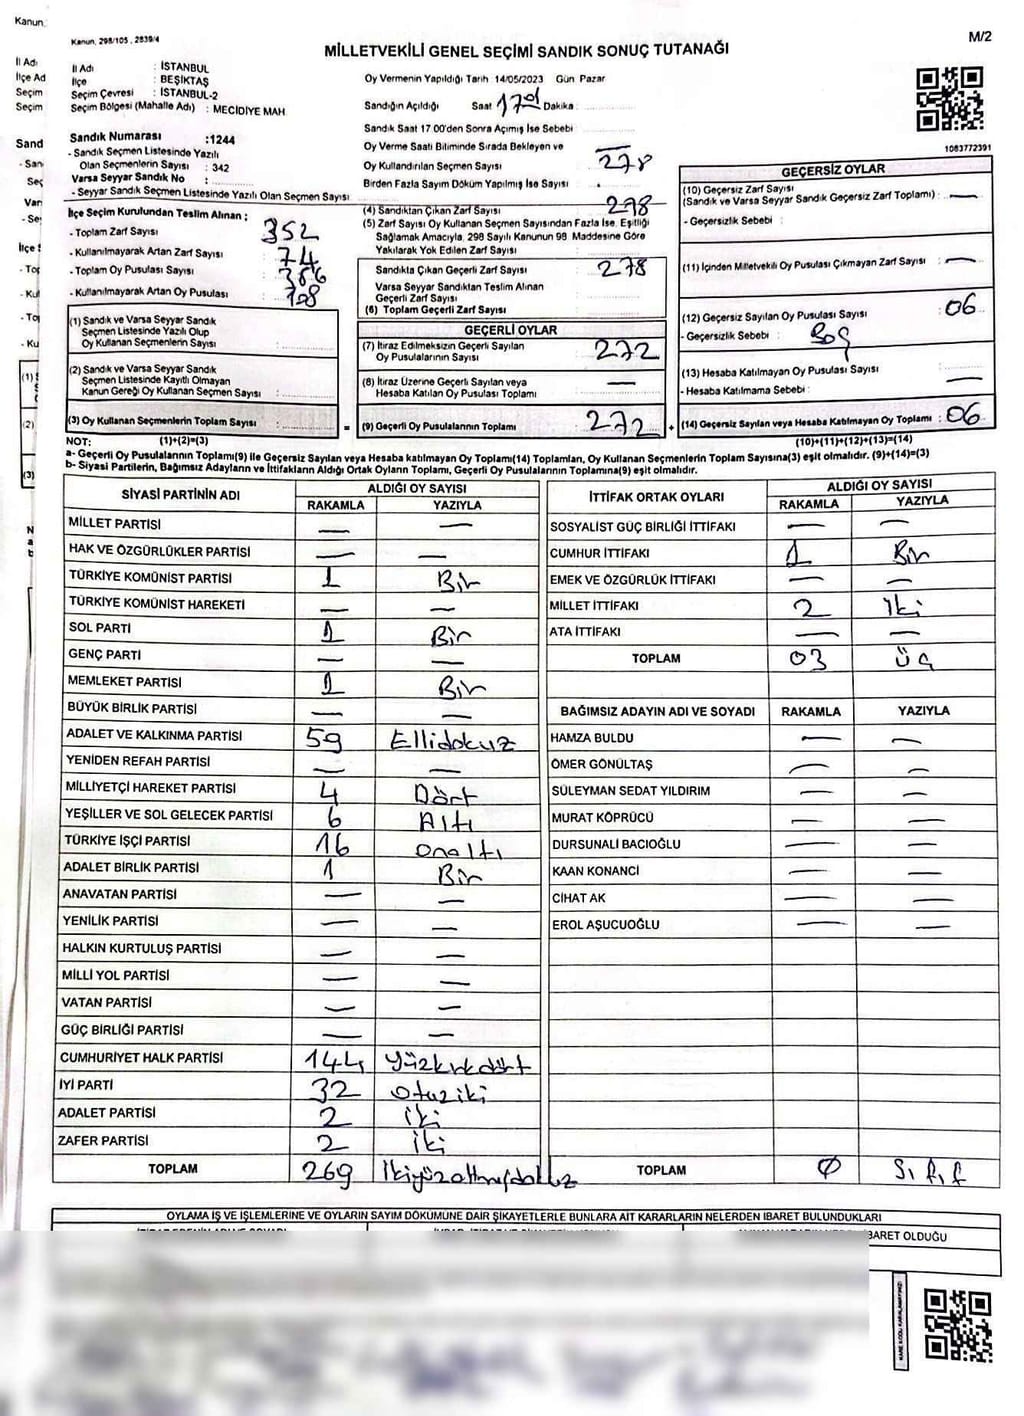 Kanun, 298/105 , 2839/4
M/2
MİLLETVEKİLİ GENEL SEÇİMİ SANDIK SONUÇ TUTANAĞI
İl Adı : İSTANBUL
İlçe : BEŞİKTAŞ
Seçim Çevresi : İSTANBUL-2
Seçim Bölgesi (Mahalle Adı) : MECİDİYE MAH
Sandık Numarası :1244
- Sandık Seçmen Listesinde Yazılı
Olan Seçmenlerin Sayısı : 342
Varsa Seyyar Sandık No :
- Seyyar Sandık Seçmen Listesinde Yazılı Olan Seçmen Sayısı
Oy Vermenin Yapıldığı Tarih 14/05/2023 Gün Pazar
Sandığın Açıldığı Saat Dakika :
Sandık Saat 17 00'den Sonra Açımış İse Sebebi :
Oy Verme Saati Bitiminde Sırada Bekleyen ve
Oy Kullandırılan Seçmen Sayısı 278
Birden Fazla Sayım Döküm Yapılmış İse Sayısı
1083772391
İlçe Seçim Kurulundan Teslim Alınan ;
- Toplam Zarf Sayısı : 352
- Kullanılmayarak Artan Zarf Sayısı : 74
- Toplam Oy Pusulası Sayısı :
- Kullanılmayarak Artan Oy Pusulası :
(4) Sandıktan Çıkan Zarf Sayısı 278
(5) Zarf Sayısı Oy Kullanan Seçmen Sayısından Fazla İse, Eşitliği
Sağlamak Amacıyla, 298 Sayılı Kanunun 98 Maddesine Göre
Yakılarak Yok Edilen Zarf Sayısı :
Sandıkta Çıkan Geçerli Zarf Sayısı 278
Varsa Seyyar Sandıktan Teslim Alınan
Geçerli Zarf Sayısı
(6) Toplam Geçerli Zarf Sayısı :
GEÇERLİ OYLAR
(7) İtiraz Edilmeksizin Geçerli Sayılan
Oy Pusulalarının Sayısı : 272
(8) İtiraz Üzerine Geçerli Sayılan veya
Hesaba Katılan Oy Pusulası Toplamı : —
(9) Geçerli Oy Pusulalarının Toplamı : 272
GEÇERSİZ OYLAR
(10) Geçersiz Zarf Sayısı
(Sandık ve Varsa Seyyar Sandık Geçersiz Zarf Toplamı) : —
- Geçersizlik Sebebi :
(11) İçinden Milletvekili Oy Pusulası Çıkmayan Zarf Sayısı : —
(12) Geçersiz Sayılan Oy Pusulası Sayısı : 06
- Geçersizlik Sebebi : Boş
(13) Hesaba Katılmayan Oy Pusulası Sayısı : —
- Hesaba Katılmama Sebebi :
(14) Geçersiz Sayılan veya Hesaba Katılmayan Oy Toplamı : 06
(10)+(11)+(12)+(13)=(14)
(1) Sandık ve Varsa Seyyar Sandık
Seçmen Listesinde Yazılı Olup
Oy Kullanan Seçmenlerin Sayısı :
(2) Sandık ve Varsa Seyyar Sandık
Seçmen Listesinde Kayıtlı Olmayan
Kanun Gereği Oy Kullanan Seçmen Sayısı :
(3) Oy Kullanan Seçmenlerin Toplam Sayısı :
NOT: (1)+(2)=(3)
a- Geçerli Oy Pusulalarının Toplamı(9) ile Geçersiz Sayılan veya Hesaba katılmayan Oy Toplamı(14) Toplamları, Oy Kullanan Seçmenlerin Toplam Sayısına(3) eşit olmalıdır. (9)+(14)=(3)
b- Siyasi Partilerin, Bağımsız Adayların ve İttifakların Aldığı Ortak Oyların Toplamı, Geçerli Oy Pusulalarının Toplamına(9) eşit olmalıdır.
SİYASİ PARTİNİN ADI ALDIĞI OY SAYISI
RAKAMLA YAZIYLA
MİLLET PARTİSİ — —
HAK VE ÖZGÜRLÜKLER PARTİSİ — —
TÜRKİYE KOMÜNİST PARTİSİ 1 Bir
TÜRKİYE KOMÜNİST HAREKETİ — —
SOL PARTİ 1 Bir
GENÇ PARTİ — —
MEMLEKET PARTİSİ 1 Bir
BÜYÜK BİRLİK PARTİSİ — —
ADALET VE KALKINMA PARTİSİ 59 Ellidokuz
YENİDEN REFAH PARTİSİ — —
MİLLİYETÇİ HAREKET PARTİSİ 4 Dört
YEŞİLLER VE SOL GELECEK PARTİSİ 6 Altı
TÜRKİYE İŞÇİ PARTİSİ 16 onaltı
ADALET BİRLİK PARTİSİ 1 Bir
ANAVATAN PARTİSİ — —
YENİLİK PARTİSİ — —
HALKIN KURTULUŞ PARTİSİ — —
MİLLİ YOL PARTİSİ — —
VATAN PARTİSİ — —
GÜÇ BİRLİĞİ PARTİSİ — —
CUMHURİYET HALK PARTİSİ 144 yüzkırkdört
İYİ PARTİ 32 otuziki
ADALET PARTİSİ 2 iki
ZAFER PARTİSİ 2 iki
TOPLAM 269 ikiyüzaltmışdokuz
İTTİFAK ORTAK OYLARI ALDIĞI OY SAYISI
RAKAMLA YAZIYLA
SOSYALİST GÜÇ BİRLİĞİ İTTİFAKI — —
CUMHUR İTTİFAKI 1 Bir
EMEK VE ÖZGÜRLÜK İTTİFAKI — —
MİLLET İTTİFAKI 2 iki
ATA İTTİFAKI — —
TOPLAM 03 üç
BAĞIMSIZ ADAYIN ADI VE SOYADI RAKAMLA YAZIYLA
HAMZA BULDU — —
ÖMER GÖNÜLTAŞ — —
SÜLEYMAN SEDAT YILDIRIM — —
MURAT KÖPRÜCÜ — —
DURSUNALİ BACIOĞLU — —
KAAN KONANCİ — —
CİHAT AK — —
EROL AŞUCUOĞLU — —
TOPLAM 0 sıfır
OYLAMA İŞ VE İŞLEMLERİNE VE OYLARIN SAYIM DÖKÜMÜNE DAİR ŞİKAYETLERLE BUNLARA AİT KARARLARIN NELERDEN İBARET BULUNDUKLARI
BARET OLDUĞU